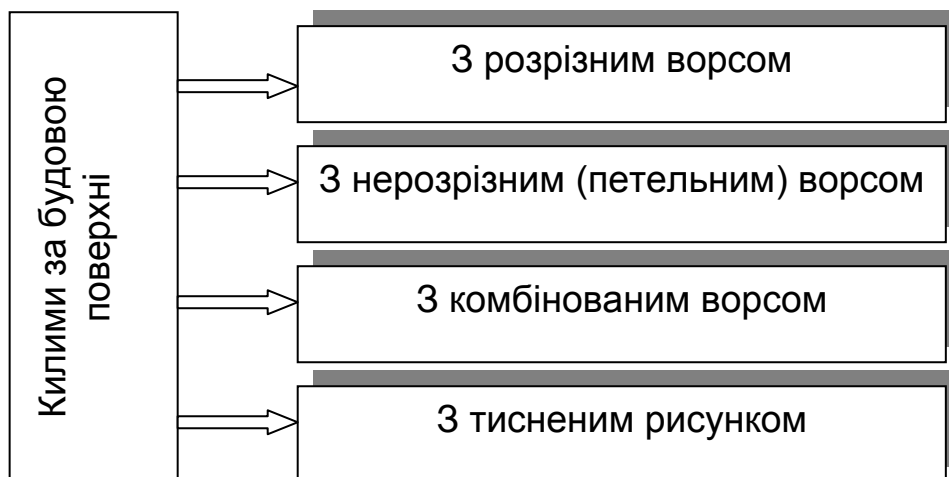 Килими за будовою
поверхні
З розрізним ворсом
З нерозрізним (петельним) ворсом
З комбінованим ворсом
З тисненим рисунком